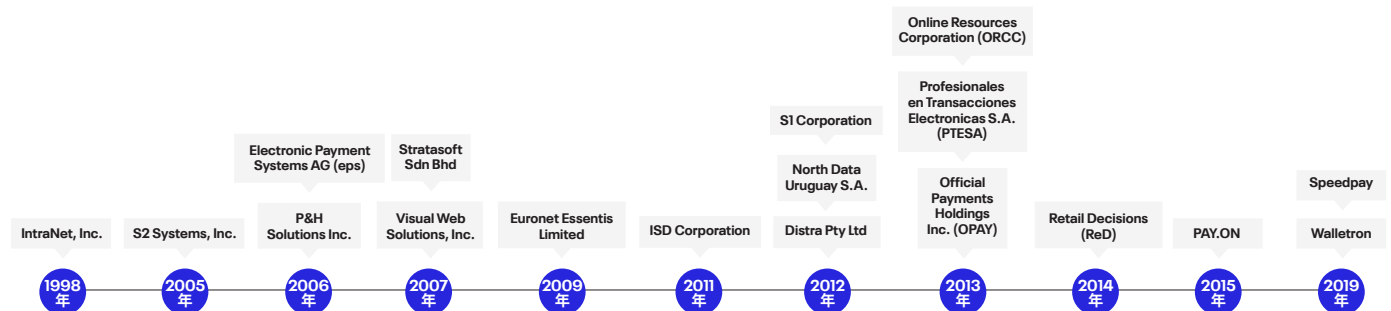 IntraNet, Inc.
1998
年
S2 Systems, Inc.
2005
年
Electronic Payment
Systems AG (eps)
P&H
Solutions Inc.
2006
年
Stratasoft
Sdn Bhd
Visual Web
Solutions, Inc.
2007
年
Euronet Essentis
Limited
2009
年
ISD Corporation
2011
年
S1 Corporation
North Data
Uruguay S.A.
Distra Pty Ltd
2012
年
Online Resources
Corporation (ORCC)
Profesionales
en Transacciones
Electronicas S.A.
(PTESA)
Official
Payments
Holdings
Inc. (OPAY)
2013
年
Retail Decisions
(ReD)
2014
年
PAY.ON
2015
年
Speedpay
Walletron
2019
年